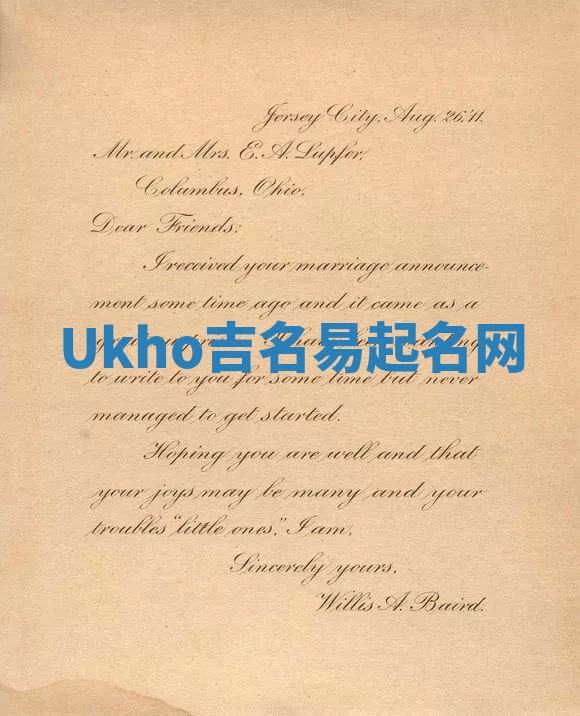 Jersey City, Aug. 26,'11.
Mr. and Mrs. E. A. Lupfer,
Columbus, Ohio.
Dear Friends:
I received your marriage announce-
ment some time ago and it came as a
Ukho吉名易起名网
to write to you for some time but never
managed to get started.
Hoping you are well and that
your joys may be many and your
troubles "little ones," I am,
Sincerely yours,
Willis A. Baird.